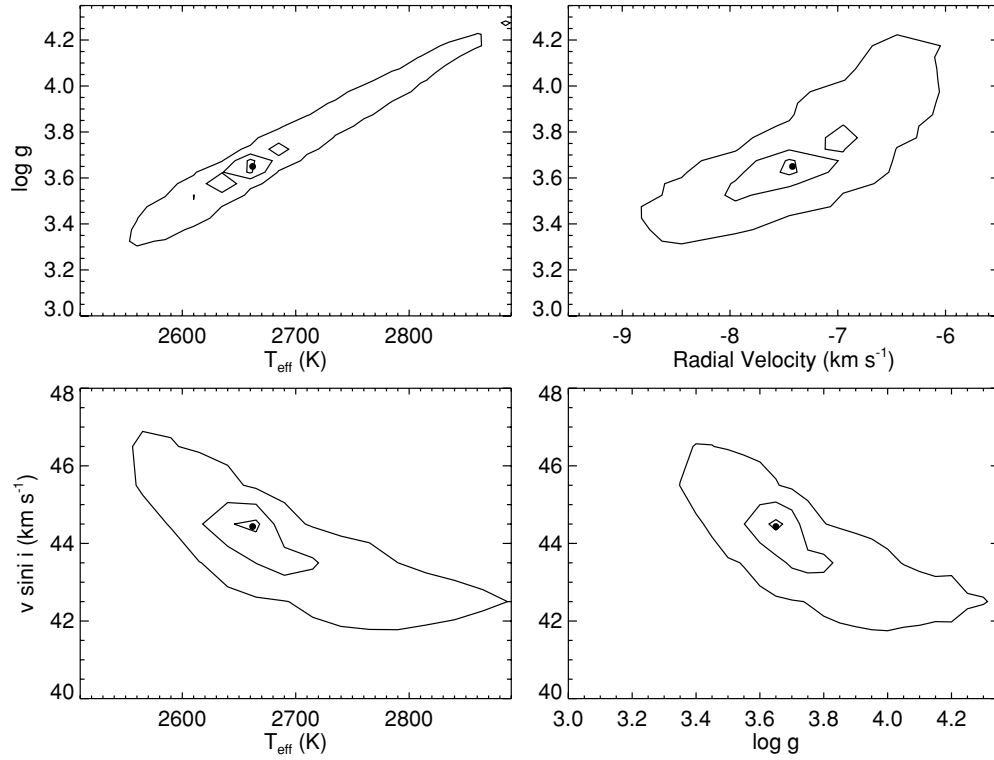 log g
4.2
4.0
3.8
3.6
3.4
3.2
3.0
2600 2700 2800
T_eff (K)
-9 -8 -7 -6
Radial Velocity (km s⁻¹)
v sini i (km s⁻¹)
48
46
44
42
40
2600 2700 2800
T_eff (K)
48
46
44
42
40
3.0 3.2 3.4 3.6 3.8 4.0 4.2
log g
4.2
4.0
3.8
3.6
3.4
3.2
3.0